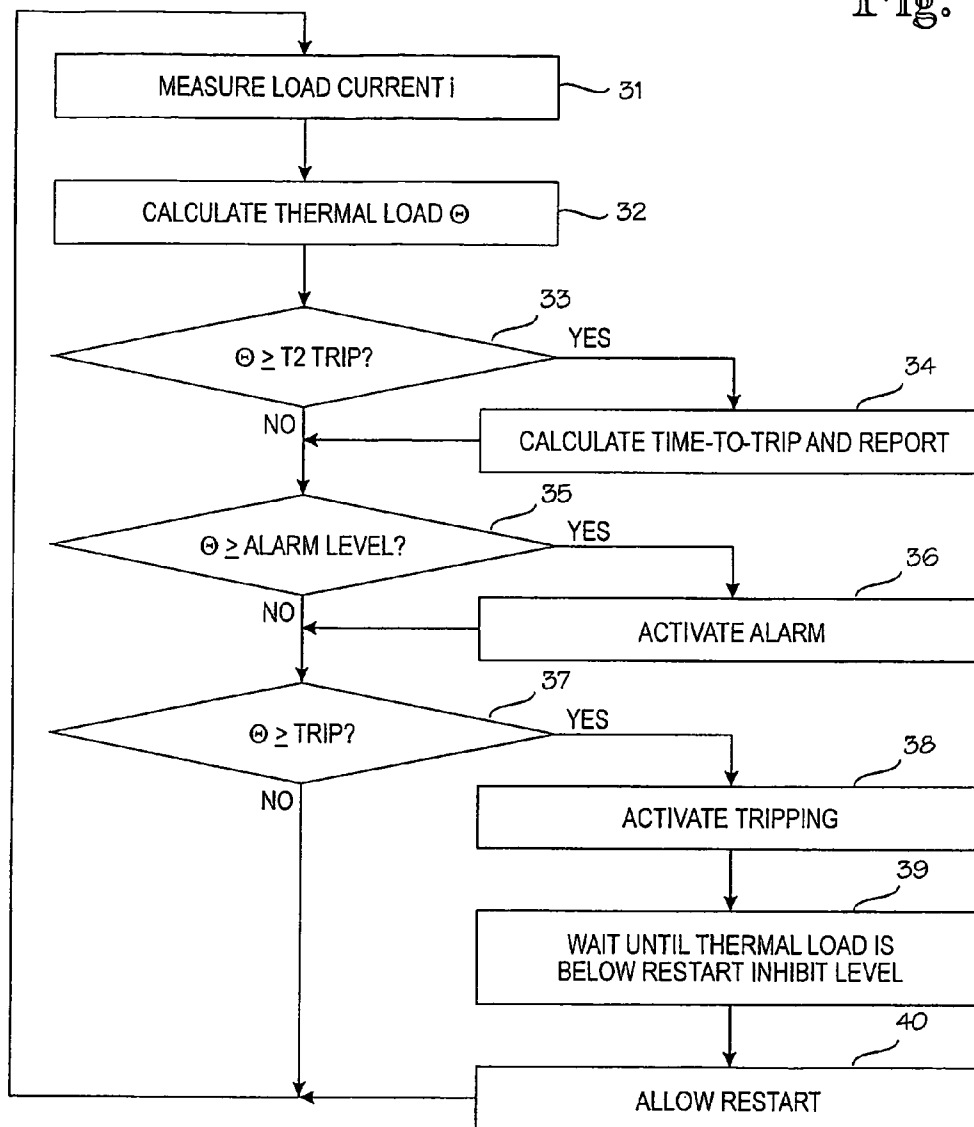 Fig.
MEASURE LOAD CURRENT i
31
CALCULATE THERMAL LOAD Θ
32
33
Θ ≥ T2 TRIP?
YES
NO
34
CALCULATE TIME-TO-TRIP AND REPORT
35
Θ ≥ ALARM LEVEL?
YES
NO
36
ACTIVATE ALARM
37
Θ ≥ TRIP?
YES
NO
38
ACTIVATE TRIPPING
39
WAIT UNTIL THERMAL LOAD IS
BELOW RESTART INHIBIT LEVEL
40
ALLOW RESTART